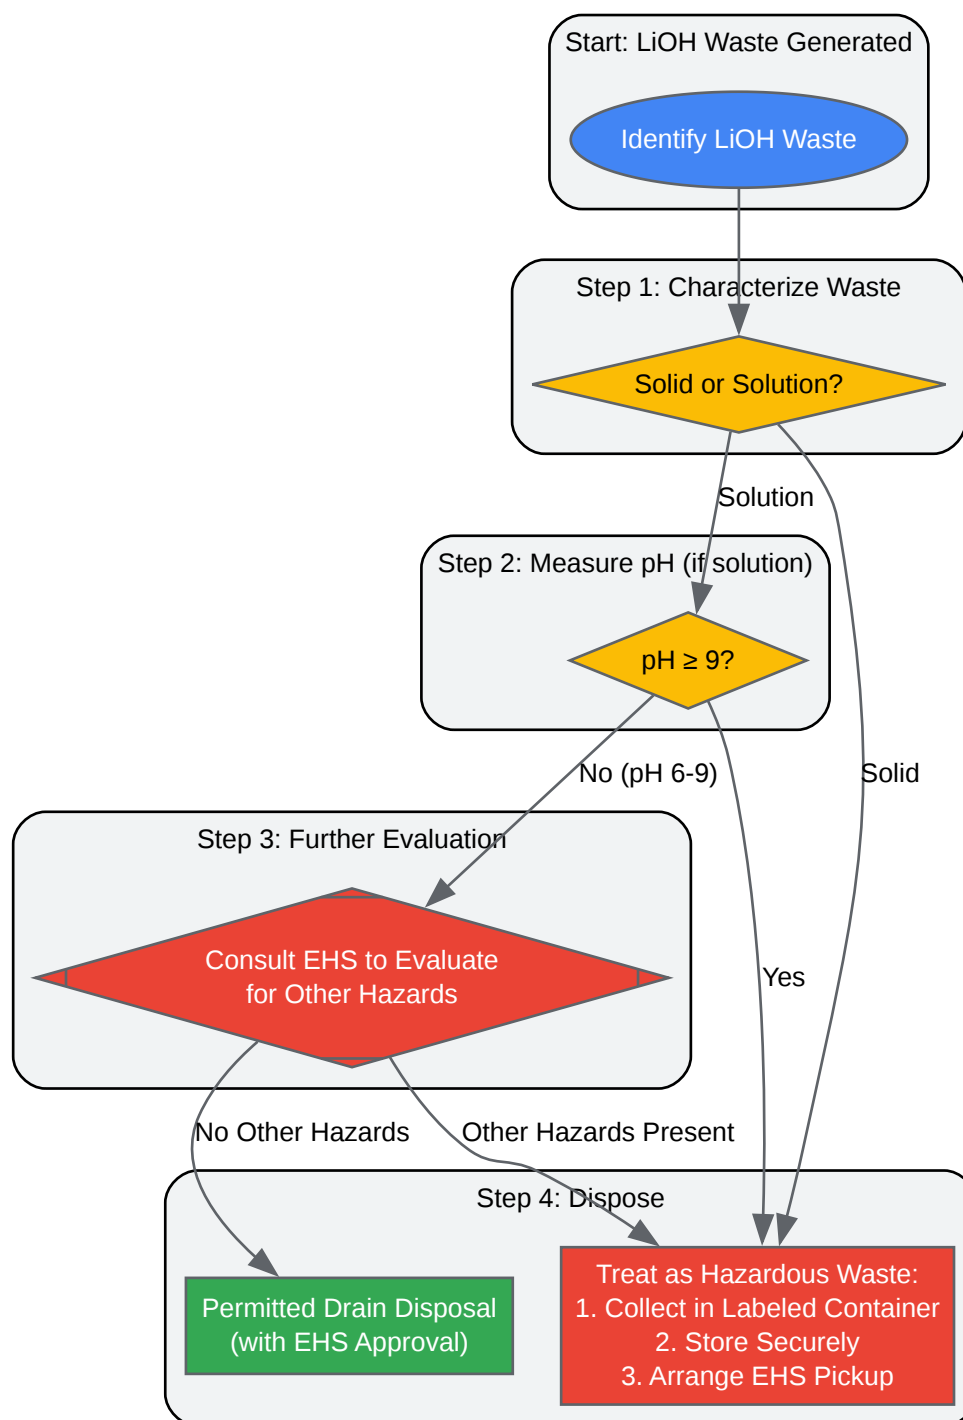 Start: LiOH Waste Generated
Identify LiOH Waste
Step 1: Characterize Waste
Solid or Solution?
Solution
Step 2: Measure pH (if solution)
pH ≥ 9?
No (pH 6-9)
Solid
Step 3: Further Evaluation
Consult EHS to Evaluate
for Other Hazards
Yes
No Other Hazards
Other Hazards Present
Step 4: Dispose
Permitted Drain Disposal
(with EHS Approval)
Treat as Hazardous Waste:
1. Collect in Labeled Container
2. Store Securely
3. Arrange EHS Pickup